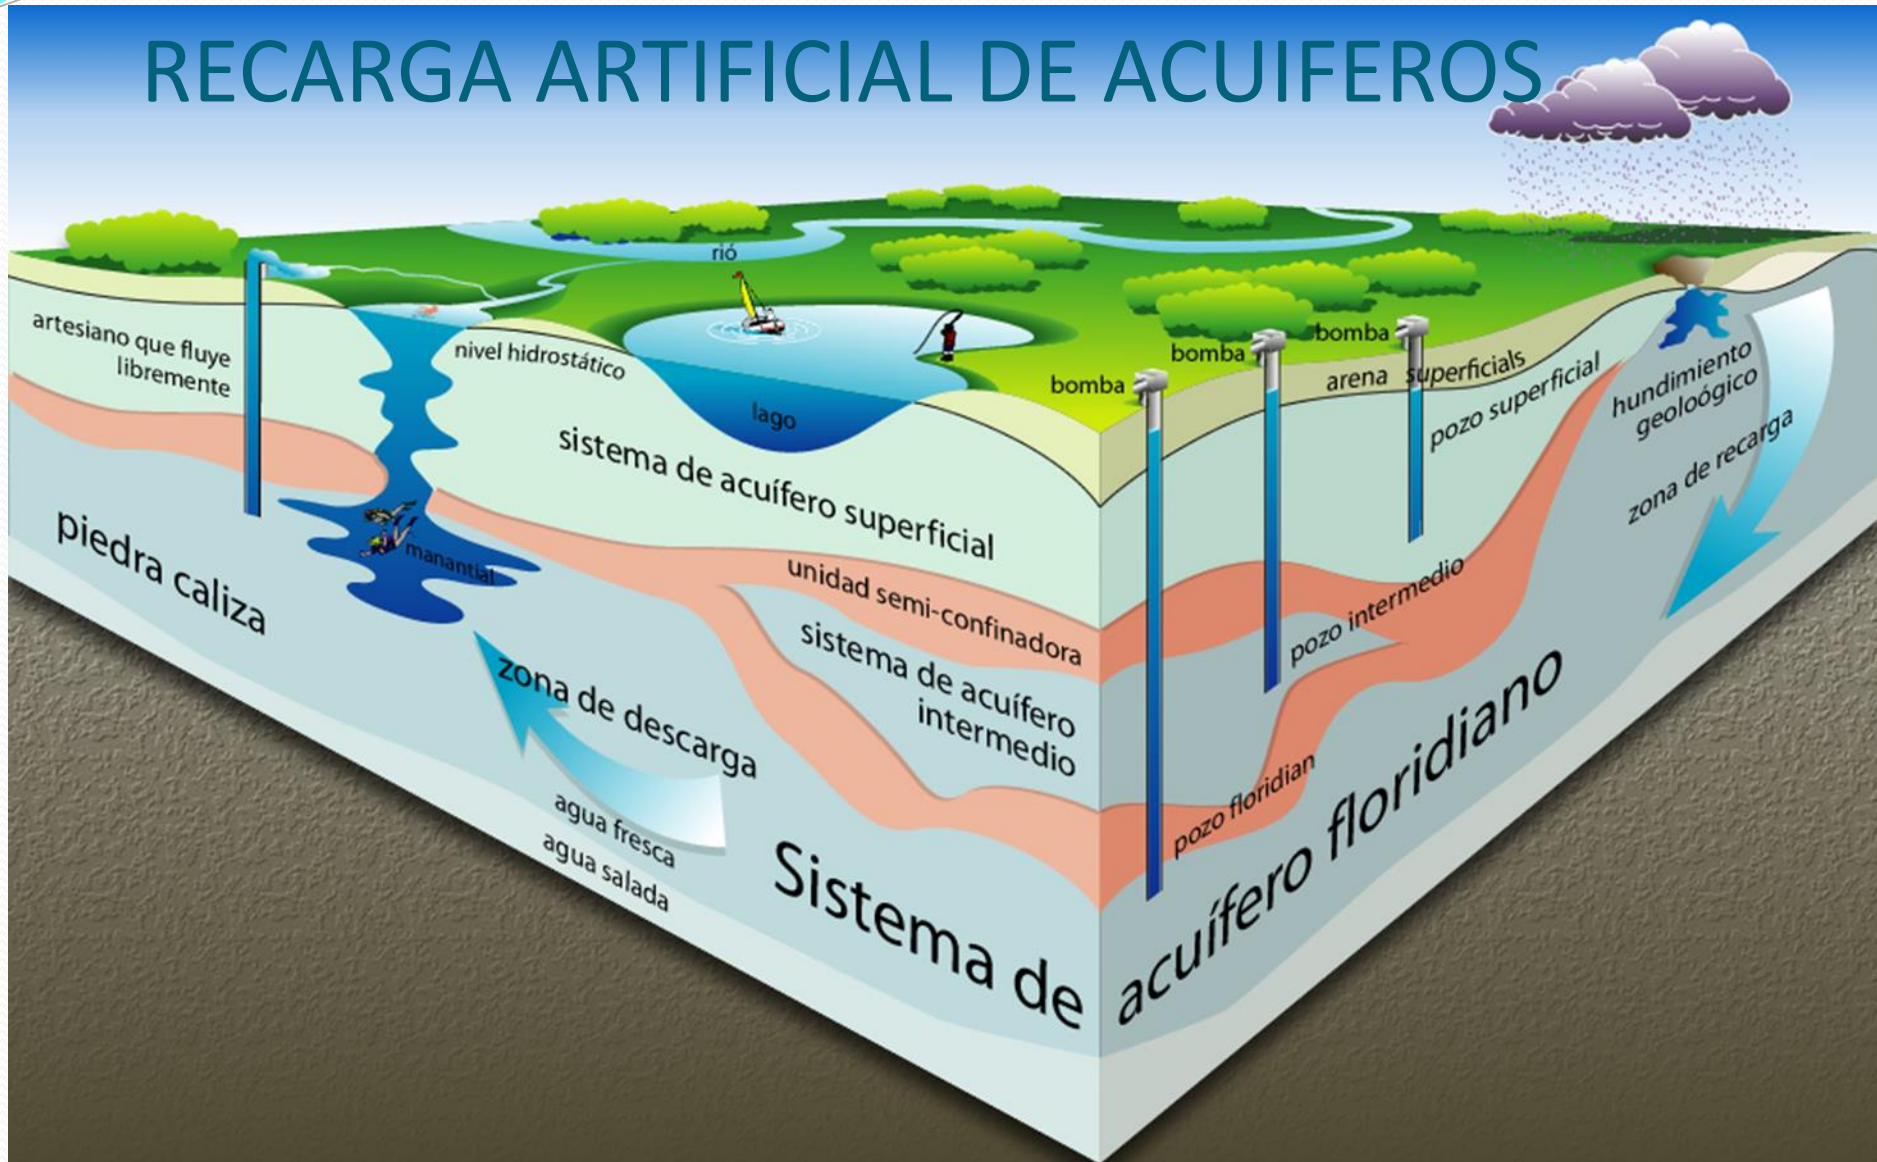 RECARGA ARTIFICIAL DE ACUIFEROS
rió
artesiano que fluye
libremente
nivel hidrostático
lago
bomba
bomba
bomba
arena superficials
pozo superficial
hundimiento
geoloógico
zona de recarga
sistema de acuífero superficial
manantial
piedra caliza
unidad semi-confinadora
pozo intermedio
sistema de acuífero
intermedio
zona de descarga
pozo floridian
agua fresca
agua salada
Sistema de
acuífero floridiano